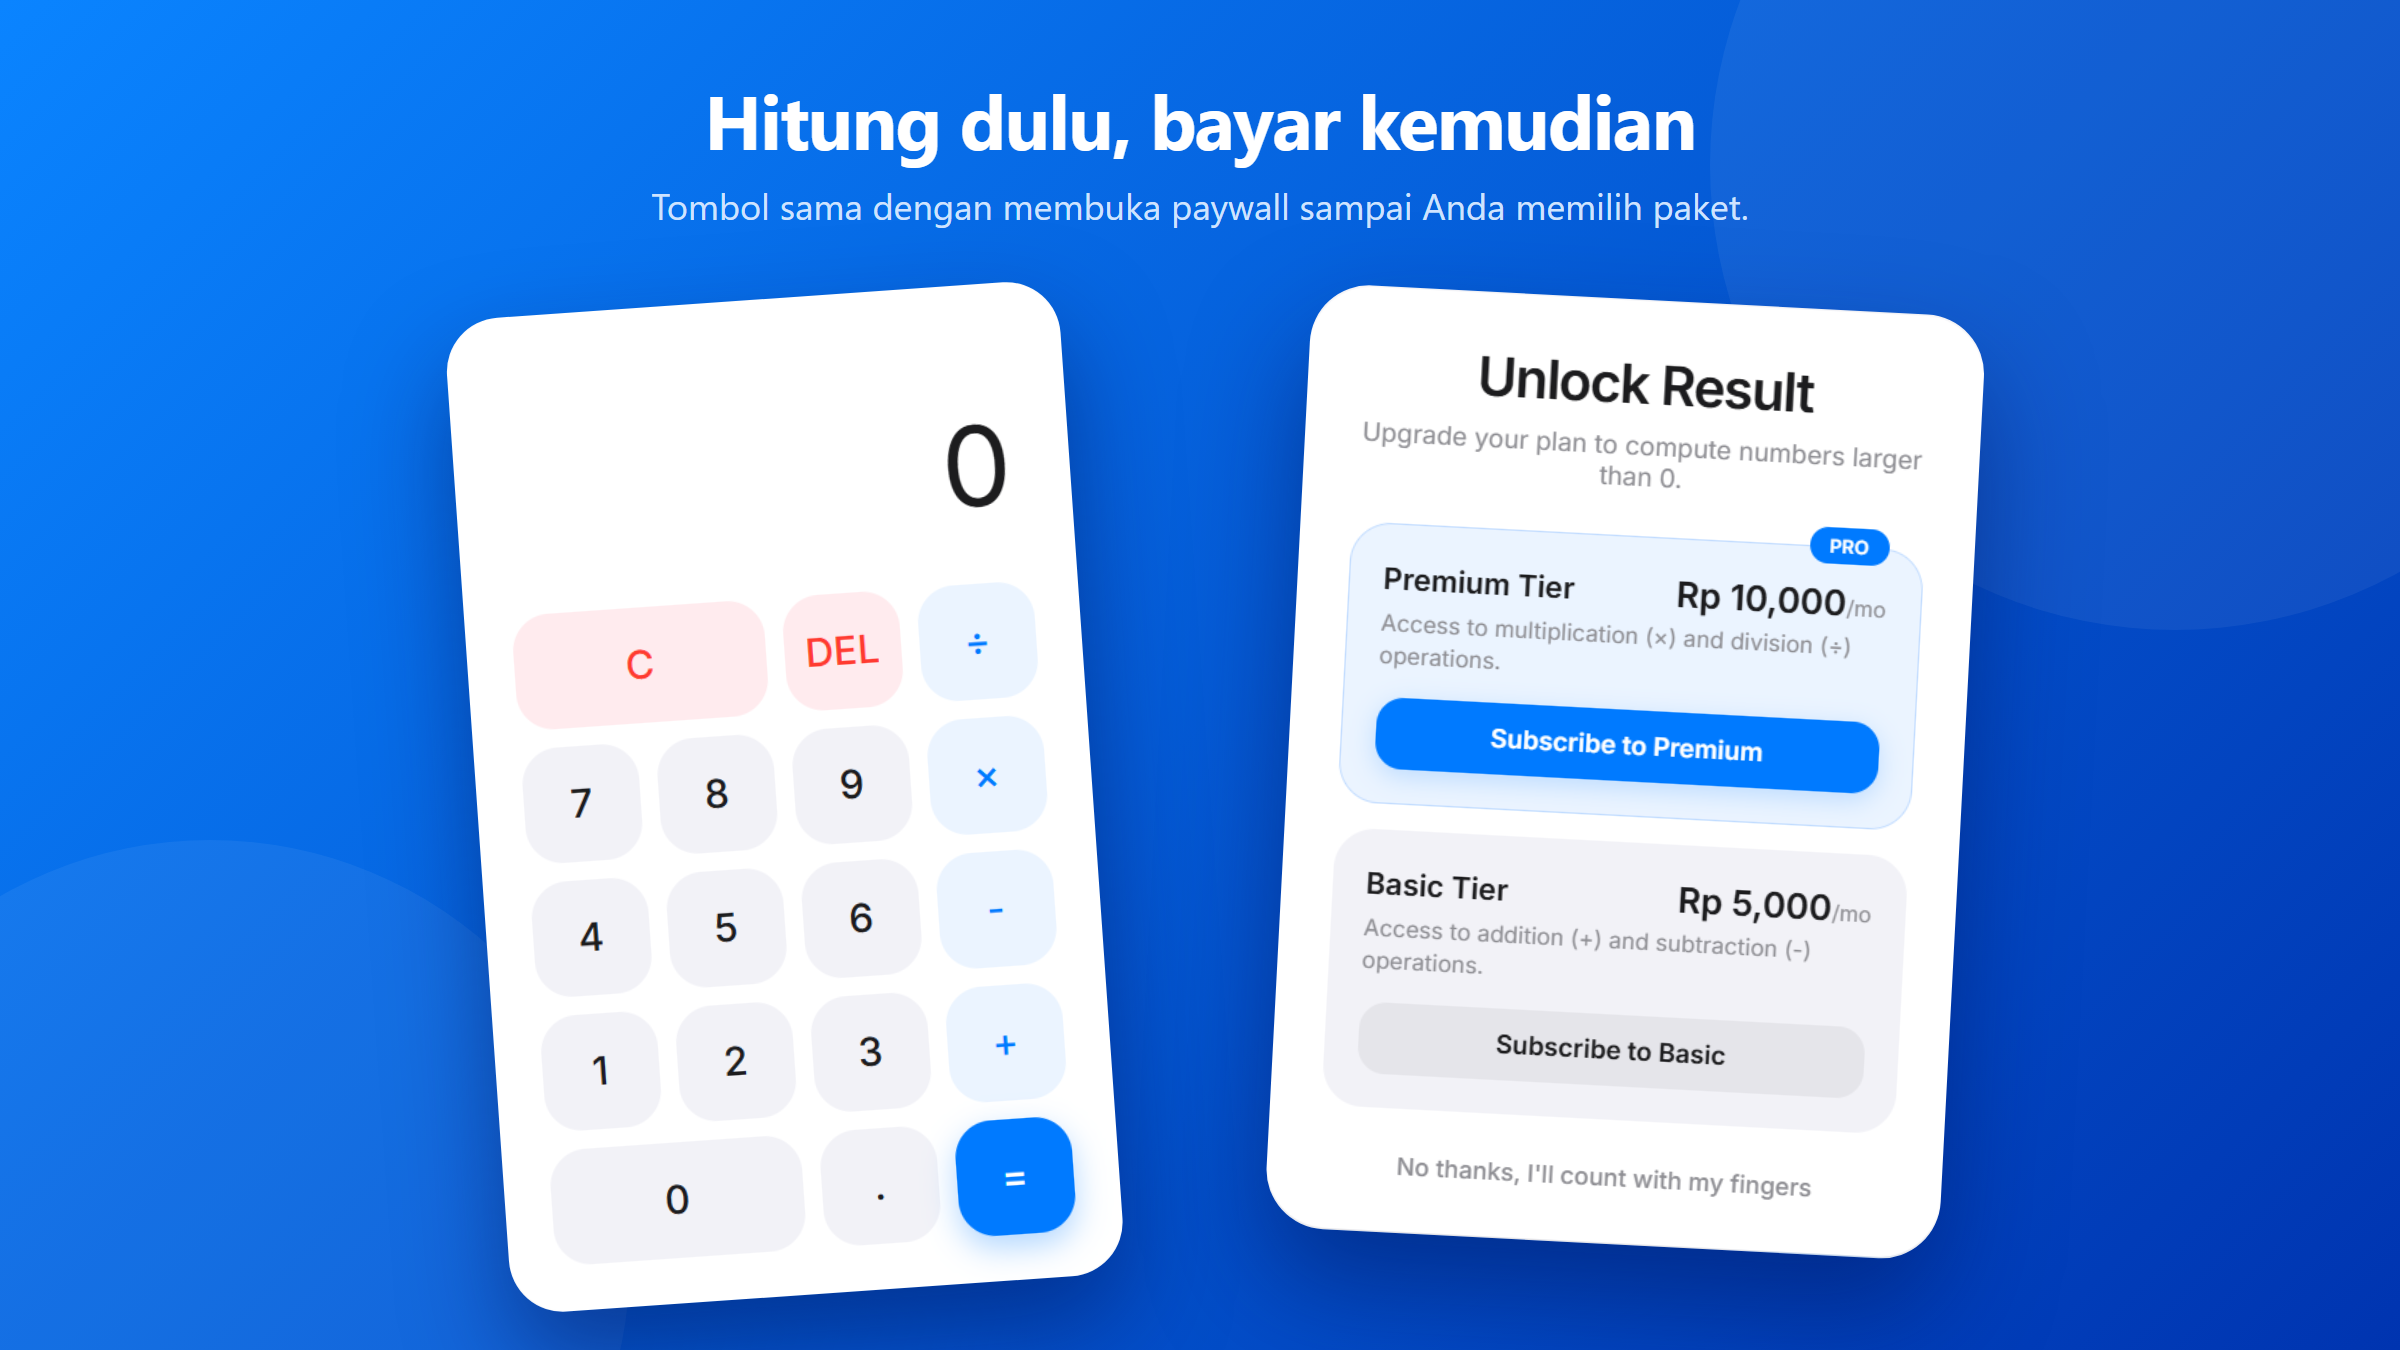 Hitung dulu, bayar kemudian
Tombol sama dengan membuka paywall sampai Anda memilih paket.
0
C DEL ÷
7 8 9 ×
4 5 6 -
1 2 3 +
0 . =
Unlock Result
Upgrade your plan to compute numbers larger
than 0.
PRO
Premium Tier Rp 10,000/mo
Access to multiplication (×) and division (÷)
operations.
Subscribe to Premium
Basic Tier Rp 5,000/mo
Access to addition (+) and subtraction (-)
operations.
Subscribe to Basic
No thanks, I'll count with my fingers